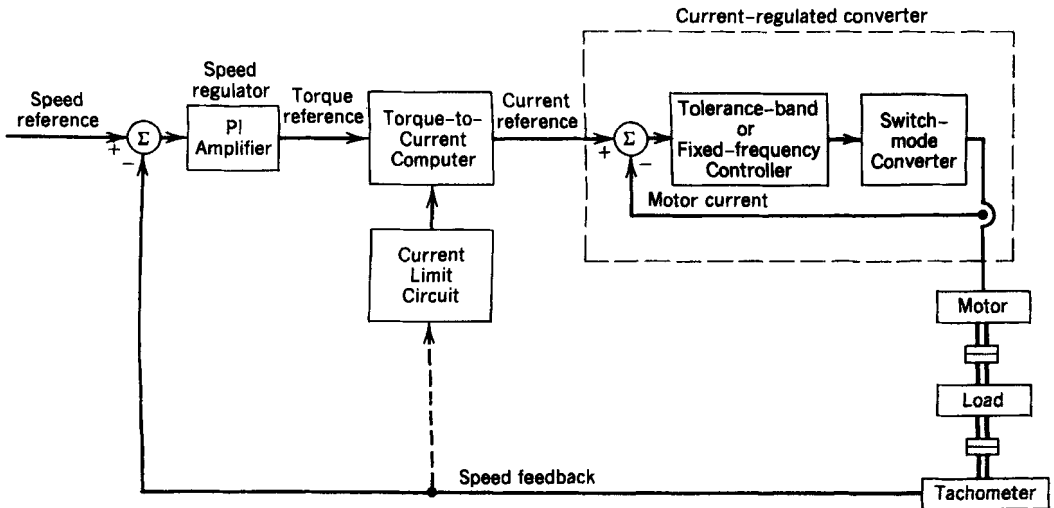 Current-regulated converter
Speed
reference
+
Σ
−
Speed
regulator
PI
Amplifier
Torque
reference
Torque-to-
Current
Computer
Current
reference
+
Σ
−
Tolerance-band
or
Fixed-frequency
Controller
Switch-
mode
Converter
Motor current
Current
Limit
Circuit
Motor
Load
Speed feedback
Tachometer